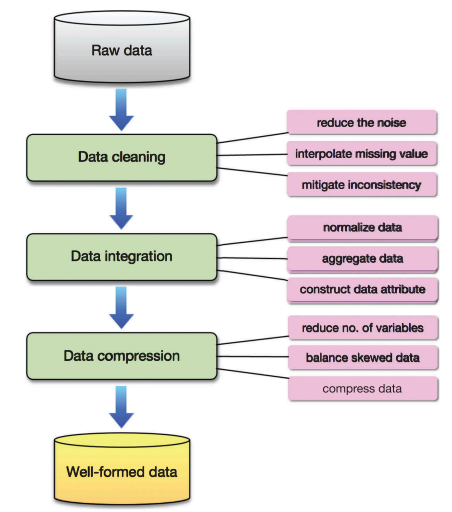 Raw data
Data cleaning
reduce the noise
interpolate missing value
mitigate inconsistency
Data integration
normalize data
aggregate data
construct data attribute
Data compression
reduce no. of variables
balance skewed data
compress data
Well-formed data